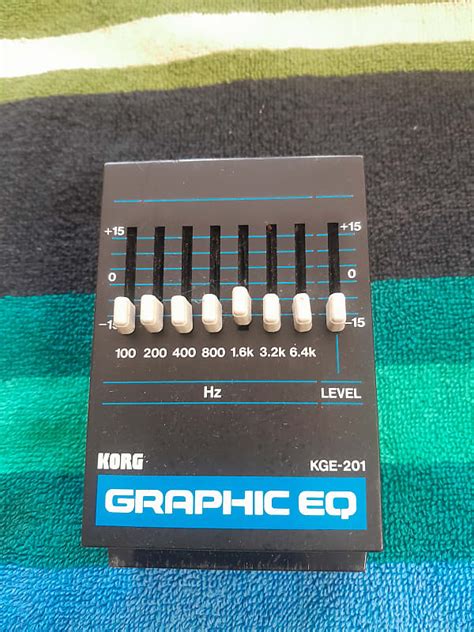 +15 +15
0 0
-15 -15
100 200 400 800 1.6k 3.2k 6.4k
Hz LEVEL
KORG KGE-201
GRAPHIC EQ